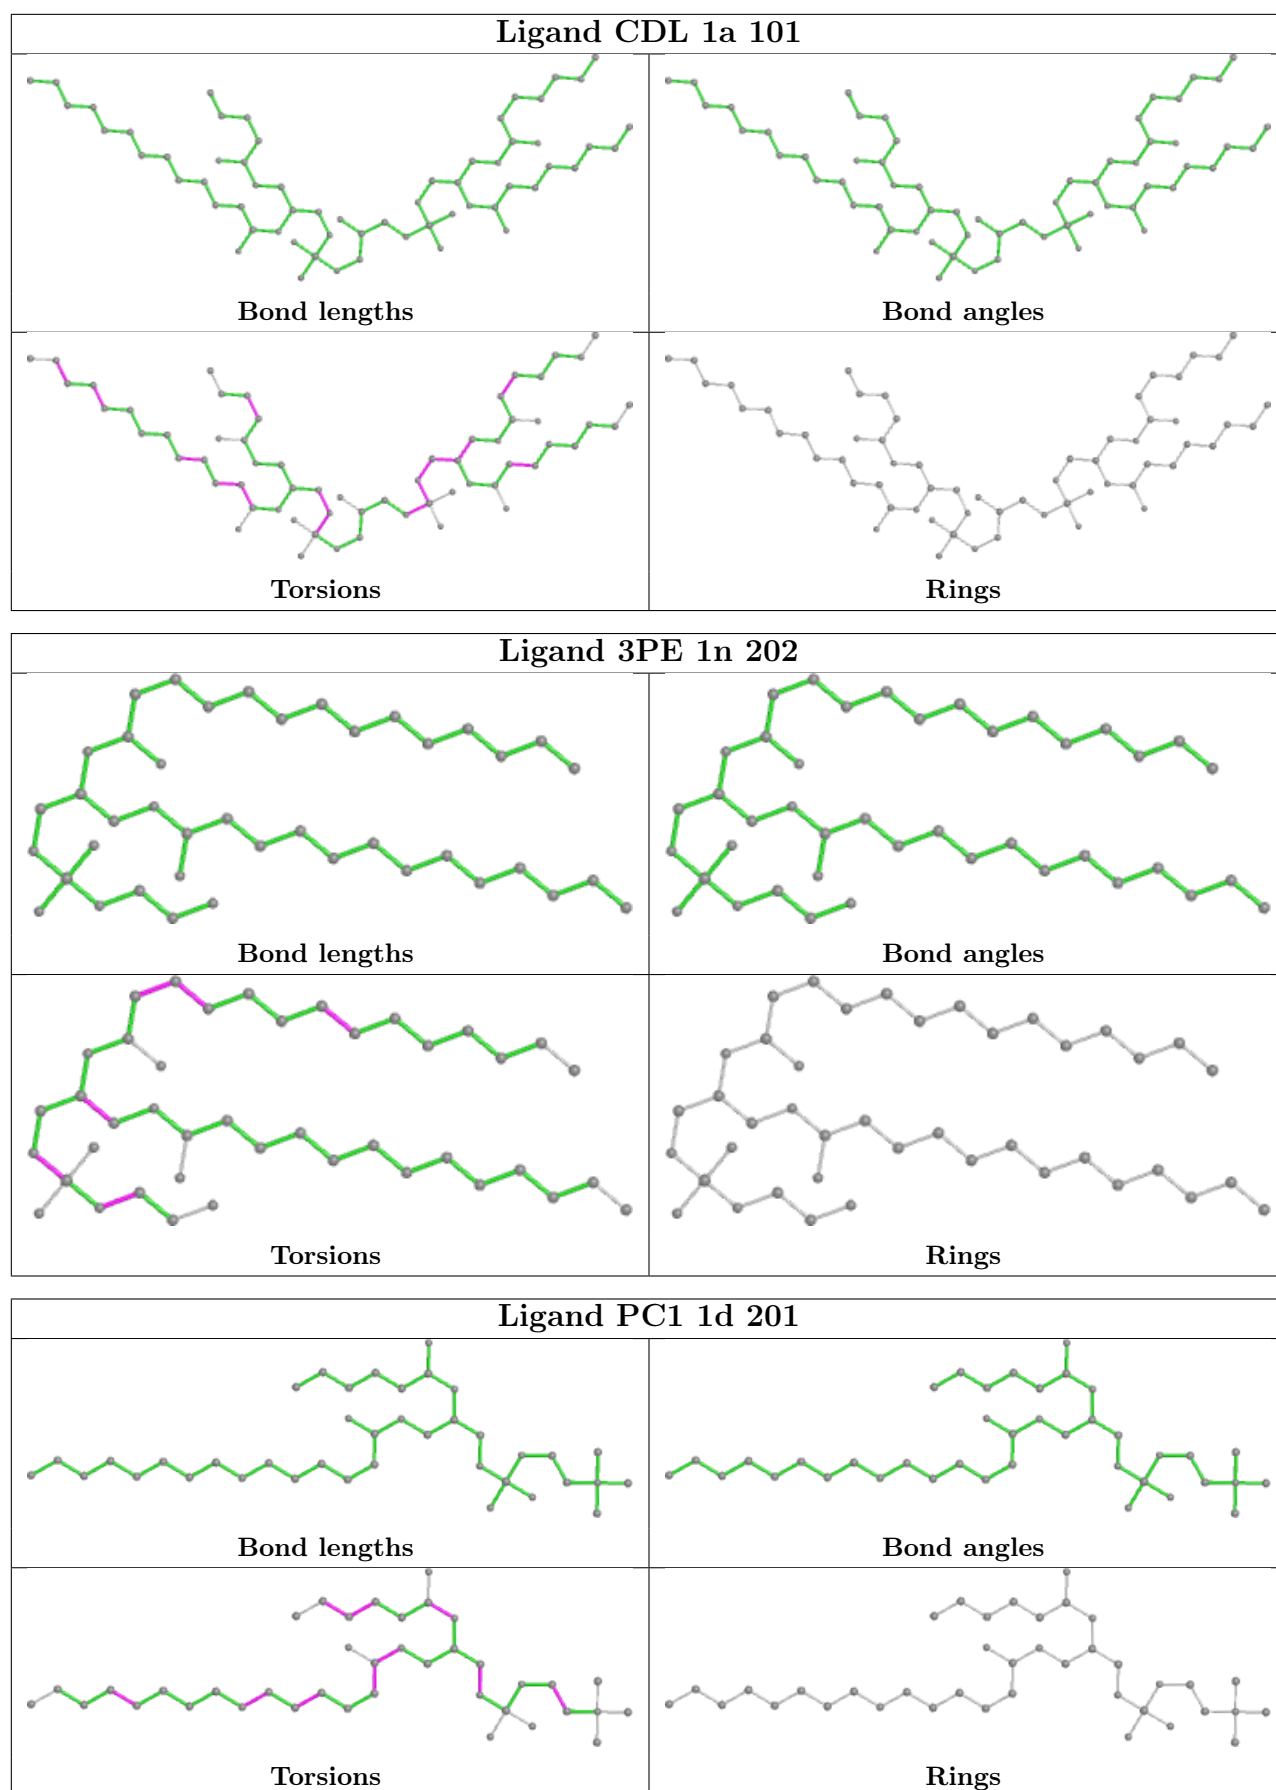 Ligand CDL 1a 101
Bond lengths
Bond angles
Torsions
Rings
Ligand 3PE 1n 202
Bond lengths
Bond angles
Torsions
Rings
Ligand PC1 1d 201
Bond lengths
Bond angles
Torsions
Rings